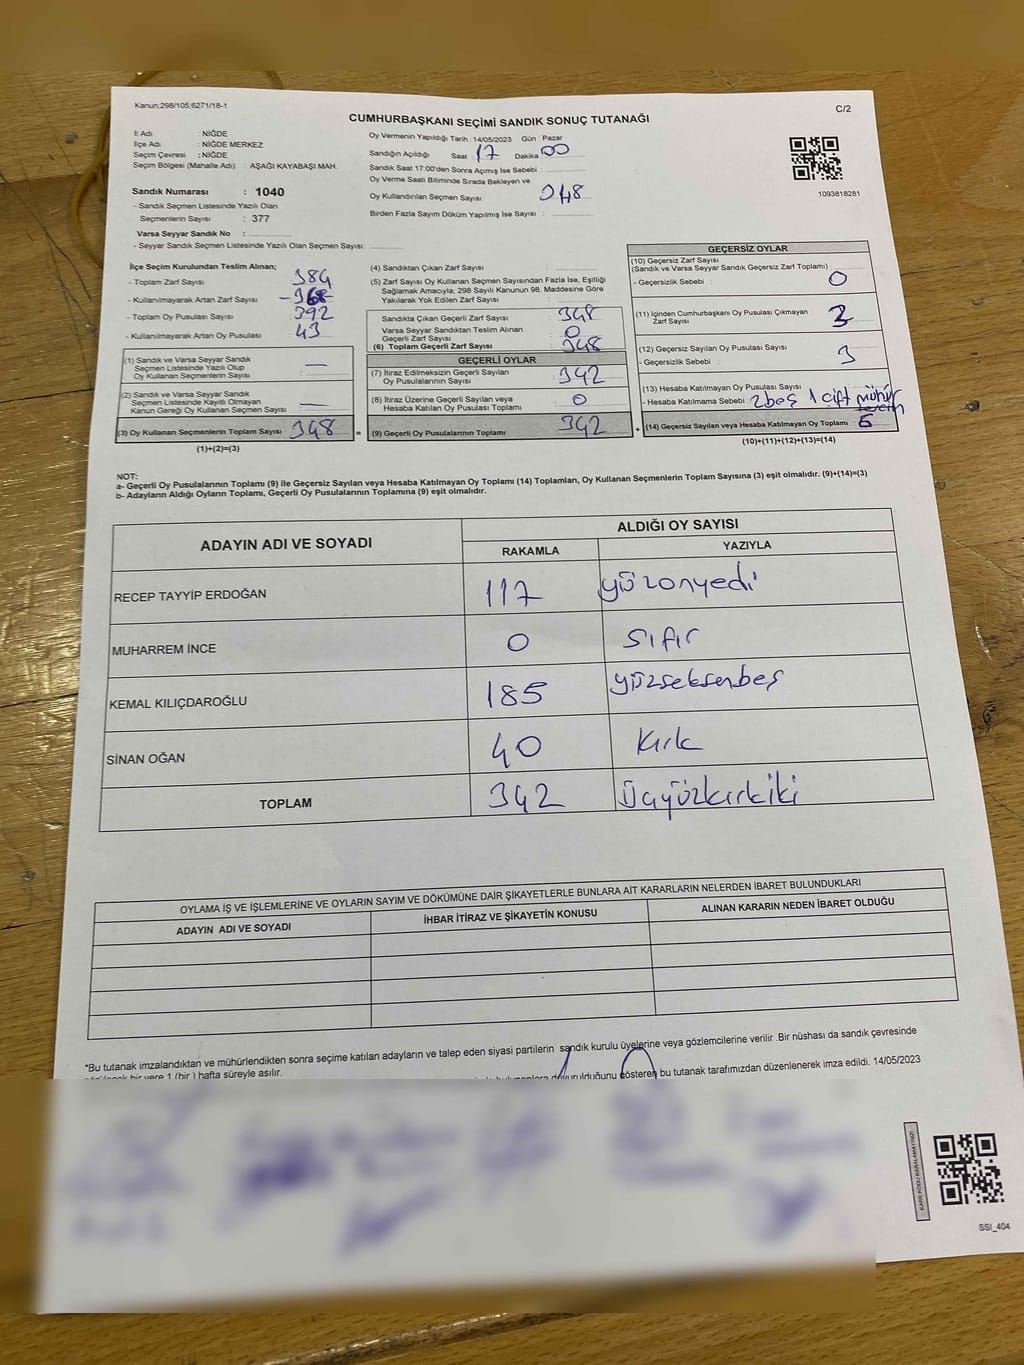 Kanun;298/105;6271/18-1
C/2
CUMHURBAŞKANI SEÇİMİ SANDIK SONUÇ TUTANAĞI
İl Adı : NİĞDE
İlçe Adı : NİĞDE MERKEZ
Seçim Çevresi : NİĞDE
Seçim Bölgesi (Mahalle Adı) : AŞAĞI KAYABAŞI MAH.
Sandık Numarası : 1040
- Sandık Seçmen Listesinde Yazılı Olan
Seçmenlerin Sayısı : 377
Varsa Seyyar Sandık No :
- Seyyar Sandık Seçmen Listesinde Yazılı Olan Seçmen Sayısı:
Oy Vermenin Yapıldığı Tarih :14/05/2023 Gün : Pazar
Sandığın Açıldığı Saat : 17 Dakika : 00
Sandık Saat 17:00'den Sonra Açımış İse Sebebi :
Oy Verme Saati Bitiminde Sırada Bekleyen ve
Oy Kullandırılan Seçmen Sayısı : 348
Birden Fazla Sayım Döküm Yapılmış İse Sayısı :
1093818281
İlçe Seçim Kurulundan Teslim Alınan;
- Toplam Zarf Sayısı : 384
- Kullanılmayarak Artan Zarf Sayısı :
- Toplam Oy Pusulası Sayısı : 392
- Kullanılmayarak Artan Oy Pusulası : 43
(1) Sandık ve Varsa Seyyar Sandık
Seçmen Listesinde Yazılı Olup
Oy Kullanan Seçmenlerin Sayısı : —
(2) Sandık ve Varsa Seyyar Sandık
Seçmen Listesinde Kayıtlı Olmayan
Kanun Gereği Oy Kullanan Seçmen Sayısı : —
(3) Oy Kullanan Seçmenlerin Toplam Sayısı : 348
(1)+(2)=(3)
(4) Sandıktan Çıkan Zarf Sayısı :
(5) Zarf Sayısı Oy Kullanan Seçmen Sayısından Fazla İse, Eşitliği
Sağlamak Amacıyla; 298 Sayılı Kanunun 98. Maddesine Göre
Yakılarak Yok Edilen Zarf Sayısı :
Sandıkta Çıkan Geçerli Zarf Sayısı : 348
Varsa Seyyar Sandıktan Teslim Alınan
Geçerli Zarf Sayısı : 0
(6) Toplam Geçerli Zarf Sayısı : 348
GEÇERLİ OYLAR
(7) İtiraz Edilmeksizin Geçerli Sayılan
Oy Pusulalarının Sayısı : 342
(8) İtiraz Üzerine Geçerli Sayılan veya
Hesaba Katılan Oy Pusulası Toplamı : 0
= (9) Geçerli Oy Pusulalarının Toplamı : 342
GEÇERSİZ OYLAR
(10) Geçersiz Zarf Sayısı
(Sandık ve Varsa Seyyar Sandık Geçersiz Zarf Toplamı) :
- Geçersizlik Sebebi : 0
(11) İçinden Cumhurbaşkanı Oy Pusulası Çıkmayan
Zarf Sayısı : 3
(12) Geçersiz Sayılan Oy Pusulası Sayısı
- Geçersizlik Sebebi : 3
(13) Hesaba Katılmayan Oy Pusulası Sayısı
- Hesaba Katılmama Sebebi : 2 boş 1 çift mühür
+ (14) Geçersiz Sayılan veya Hesaba Katılmayan Oy Toplamı : 6
(10)+(11)+(12)+(13)=(14)
NOT:
a- Geçerli Oy Pusulalarının Toplamı (9) ile Geçersiz Sayılan veya Hesaba Katılmayan Oy Toplamı (14) Toplamları, Oy Kullanan Seçmenlerin Toplam Sayısına (3) eşit olmalıdır. (9)+(14)=(3)
b- Adayların Aldığı Oyların Toplamı, Geçerli Oy Pusulalarının Toplamına (9) eşit olmalıdır.
ADAYIN ADI VE SOYADI ALDIĞI OY SAYISI
RAKAMLA YAZIYLA
RECEP TAYYİP ERDOĞAN 117 yüzonyedi
MUHARREM İNCE 0 sıfır
KEMAL KILIÇDAROĞLU 185 yüzseksenbeş
SİNAN OĞAN 40 kırk
TOPLAM 342 üçyüzkırkiki
OYLAMA İŞ VE İŞLEMLERİNE VE OYLARIN SAYIM VE DÖKÜMÜNE DAİR ŞİKAYETLERLE BUNLARA AİT KARARLARIN NELERDEN İBARET BULUNDUKLARI
ADAYIN ADI VE SOYADI İHBAR İTİRAZ VE ŞİKAYETİN KONUSU ALINAN KARARIN NEDEN İBARET OLDUĞU
*Bu tutanak imzalandıktan ve mühürlendikten sonra seçime katılan adayların ve talep eden siyasi partilerin sandık kurulu üyelerine veya gözlemcilerine verilir .Bir nüshası da sandık çevresinde
bir yere 1 (bir ) hafta süreyle asılır.
gösteren bu tutanak tarafımızdan düzenlenerek imza edildi. 14/05/2023
SSI_404